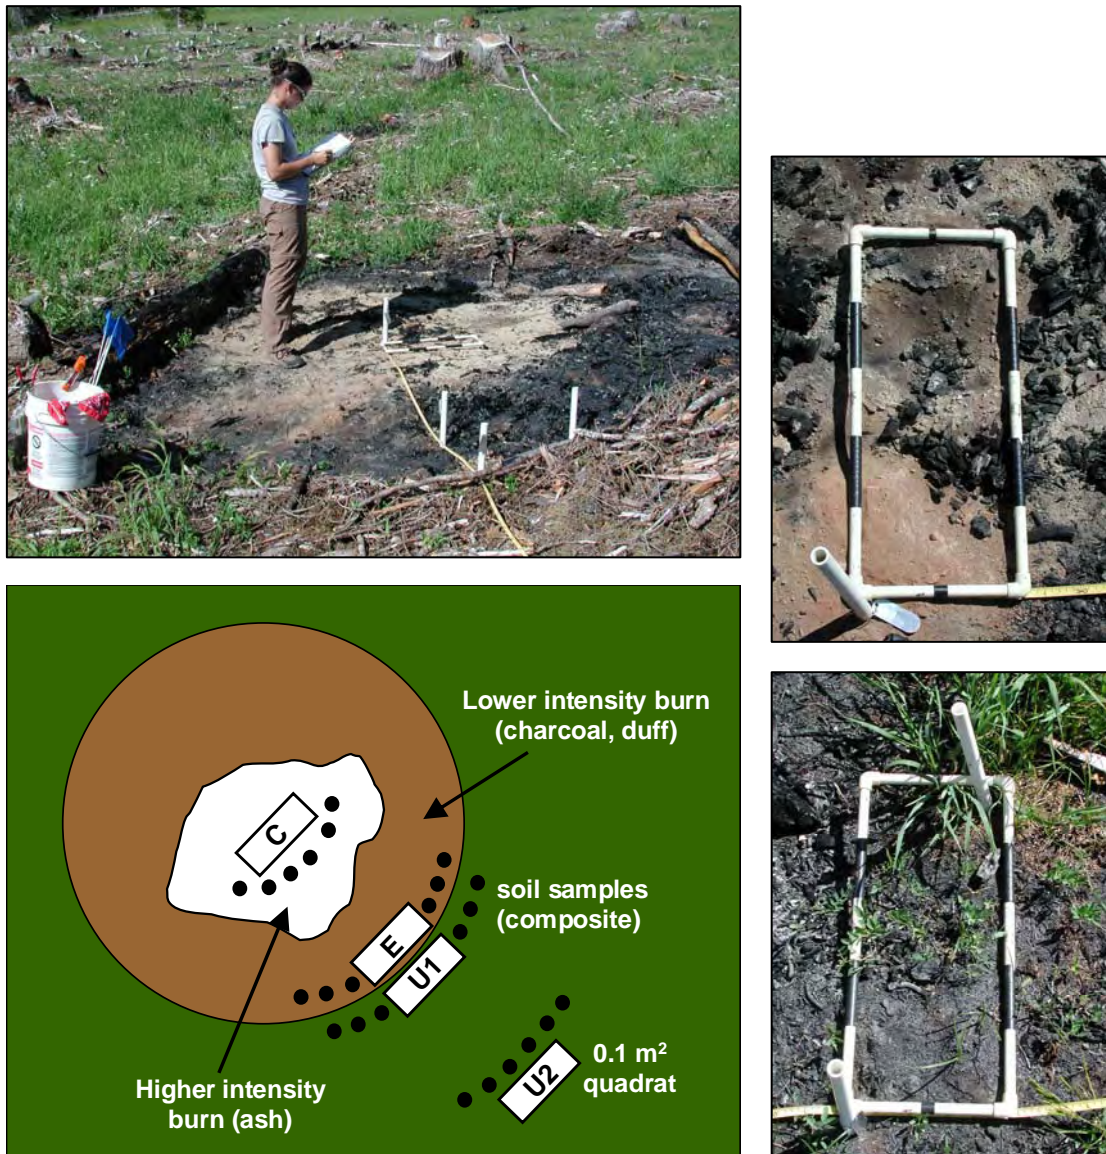 Lower intensity burn
(charcoal, duff)
C
soil samples
(composite)
E
U1
0.1 m²
quadrat
U2
Higher intensity
burn (ash)